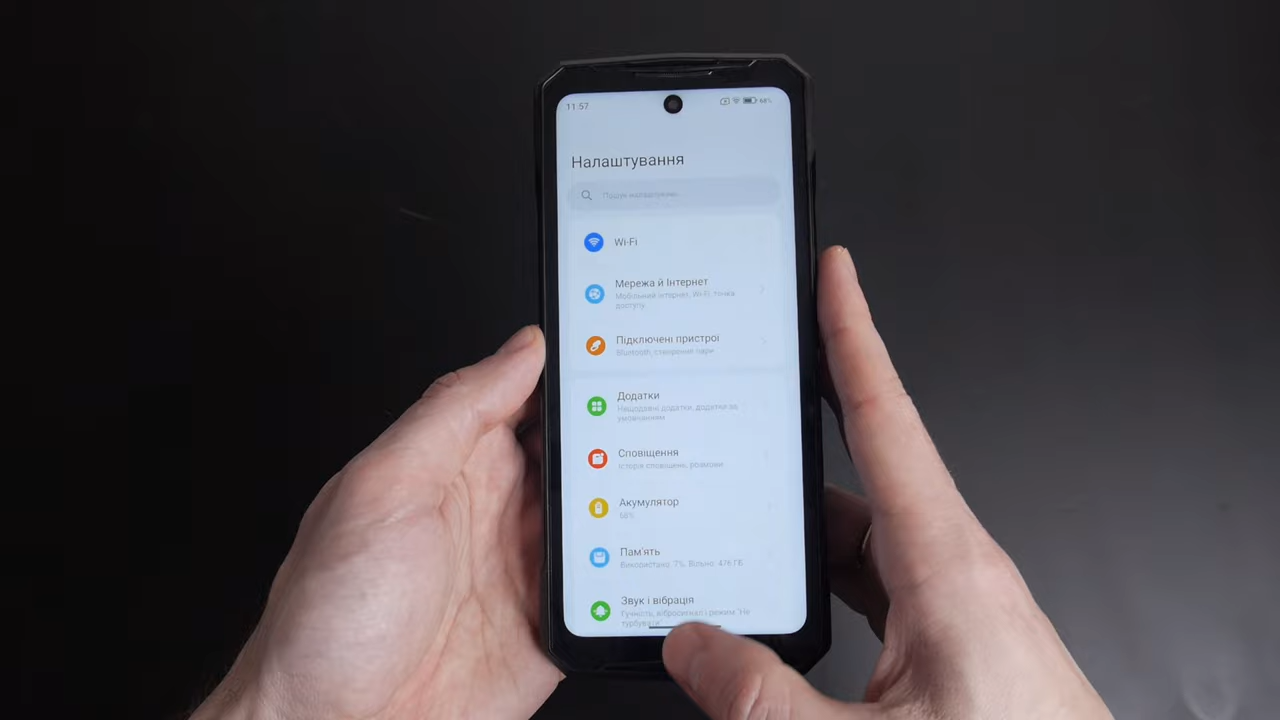 11:57
68%
Налаштування
Пошук налаштувань
Wi-Fi
Мережа й Інтернет
Мобільний інтернет, Wi-Fi, точка
доступу
Підключені пристрої
Bluetooth, створення пари
Додатки
Нещодавні додатки, додатки за
умовчанням
Сповіщення
Історія сповіщень, розмови
Акумулятор
68%
Пам'ять
Використано: 7%. Вільно: 476 ГБ
Звук і вібрація
Гучність, вібросигнал і режим "Не
турбувати"